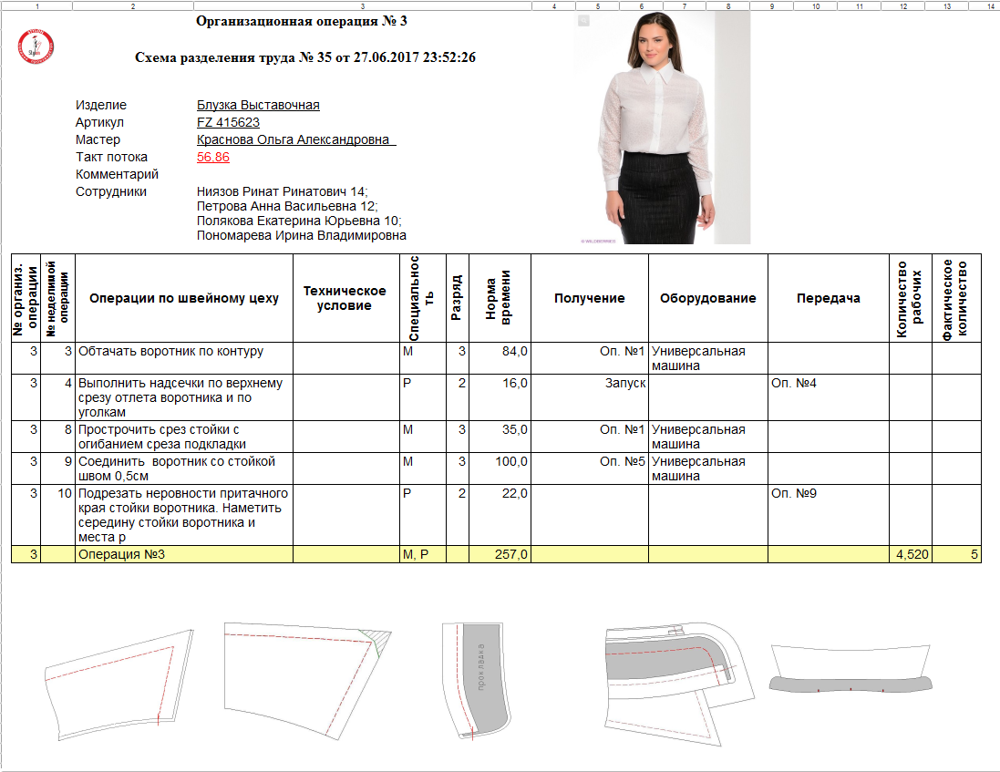 1 2 3 4 5 6 7 8 9 10 11 12 13 14
Организационная операция № 3
Схема разделения труда № 35 от 27.06.2017 23:52:26
Изделие Блузка Выставочная
Артикул FZ 415623
Мастер Краснова Ольга Александровна
Такт потока 56.86
Комментарий
Сотрудники Ниязов Ринат Ринатович 14;
Петрова Анна Васильевна 12;
Полякова Екатерина Юрьевна 10;
Пономарева Ирина Владимировна
№ организ. операции № неделимой операции Операции по швейному цеху Техническое условие Специальность Разряд Норма времени Получение Оборудование Передача Количество рабочих Фактическое количество
3 3 Обтачать воротник по контуру М 3 84,0 Оп. №1 Универсальная
машина
3 4 Выполнить надсечки по верхнему Р 2 16,0 Запуск Оп. №4
срезу отлета воротника и по
уголкам
3 8 Прострочить срез стойки с М 3 35,0 Оп. №1 Универсальная
огибанием среза подкладки машина
3 9 Соединить воротник со стойкой М 3 100,0 Оп. №5 Универсальная
швом 0,5см машина
3 10 Подрезать неровности притачного Р 2 22,0 Оп. №9
края стойки воротника. Наметить
середину стойки воротника и
места р
3 Операция №3 М, Р 257,0 4,520 5
прокладка